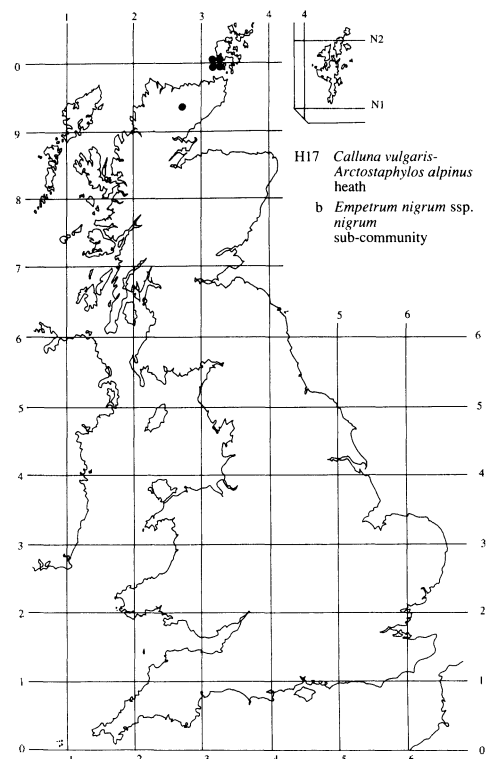 1 2 3 4
N2
N1
0
9
8
7
6
5
4
3
2
1
0
H17 Calluna vulgaris-
Arctostaphylos alpinus
heath
b Empetrum nigrum ssp.
nigrum
sub-community
5 6
6
5
4
3
2
1
0
1 2 3 4 5 6